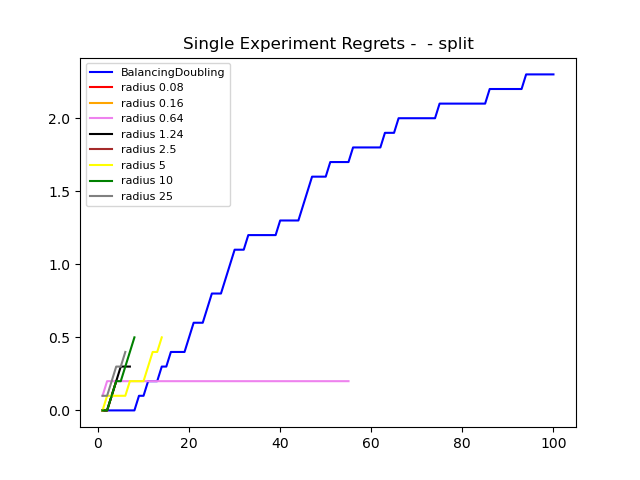 Single Experiment Regrets -  - split
BalancingDoubling
radius 0.08
radius 0.16
radius 0.64
radius 1.24
radius 2.5
radius 5
radius 10
radius 25
2.0
1.5
1.0
0.5
0.0
0 20 40 60 80 100